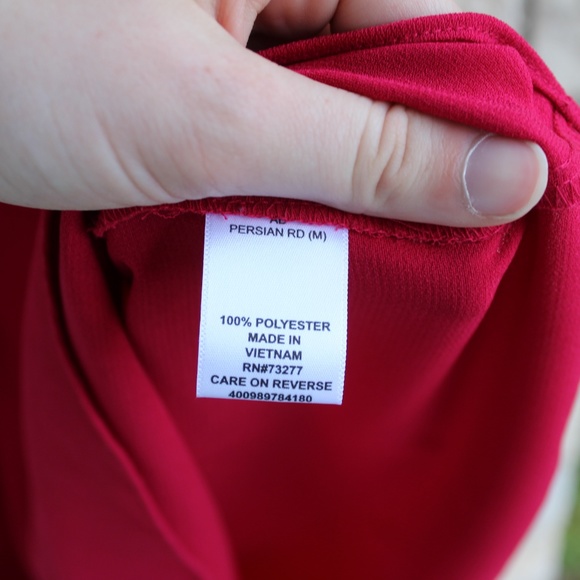 PERSIAN RD (M)
100% POLYESTER
MADE IN
VIETNAM
RN#73277
CARE ON REVERSE
400989784180